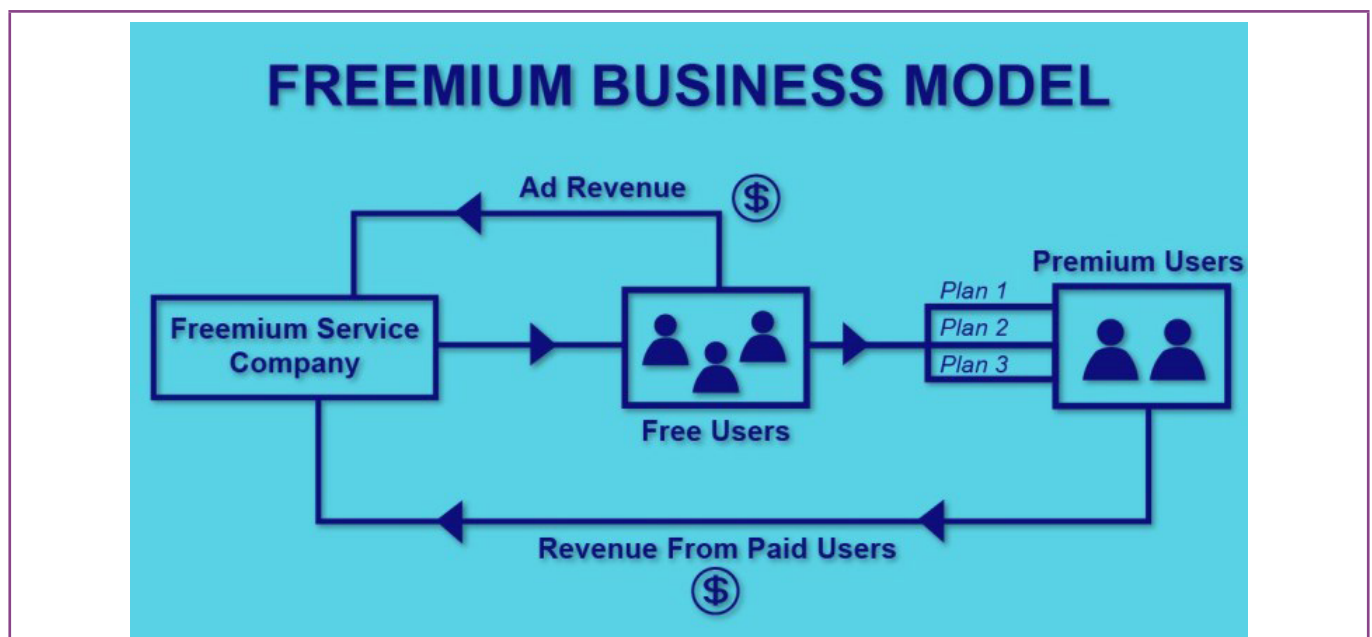 FREEMIUM BUSINESS MODEL
Ad Revenue
$
Premium Users
Plan 1
Plan 2
Plan 3
Freemium Service
Company
Free Users
Revenue From Paid Users
$